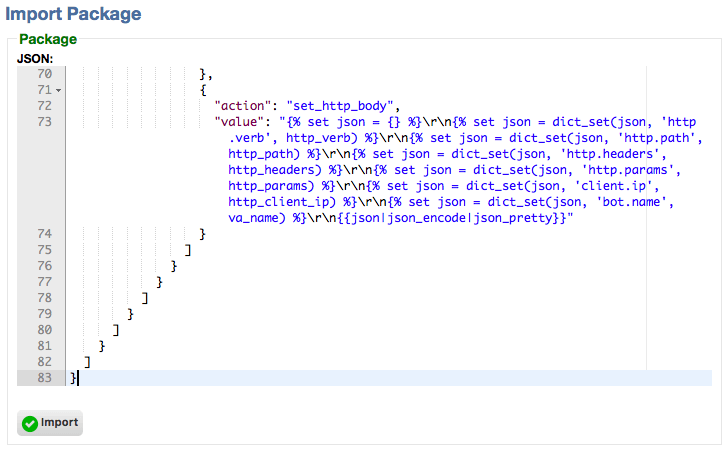 Import Package
Package
JSON:
70 },
71 {
72 "action": "set_http_body",
73 "value": "{% set json = {} %}\r\n{% set json = dict_set(json, 'http
.verb', http_verb) %}\r\n{% set json = dict_set(json, 'http.path',
http_path) %}\r\n{% set json = dict_set(json, 'http.headers',
http_headers) %}\r\n{% set json = dict_set(json, 'http.params',
http_params) %}\r\n{% set json = dict_set(json, 'client.ip',
http_client_ip) %}\r\n{% set json = dict_set(json, 'bot.name',
va_name) %}\r\n{{json|json_encode|json_pretty}}"
74 }
75 ]
76 }
77 }
78 ]
79 }
80 ]
81 }
82 ]
83 }
Import